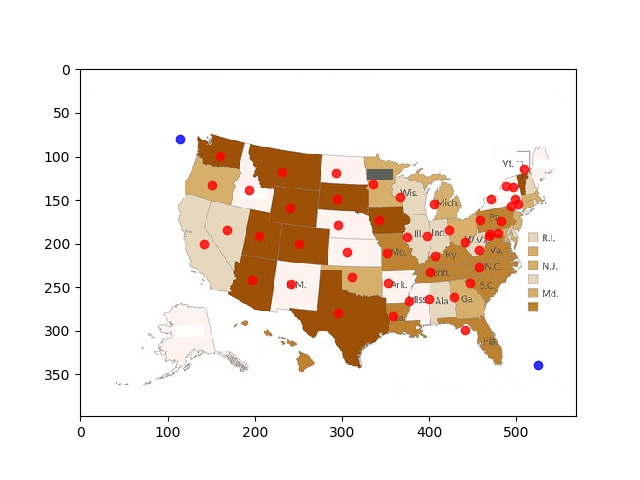 0
50
100
150
200
250
300
350
0 100 200 300 400 500
Vt.
Wis.
Mich.
Pa.
Ill. Ind.
W.Va.
R.I.
Mo.
Ky.
Va.
N.J.
enn.
N.C.
N.M.
Ark.
S.C.
Md.
Miss
Ala
Ga.
La.
Fla.